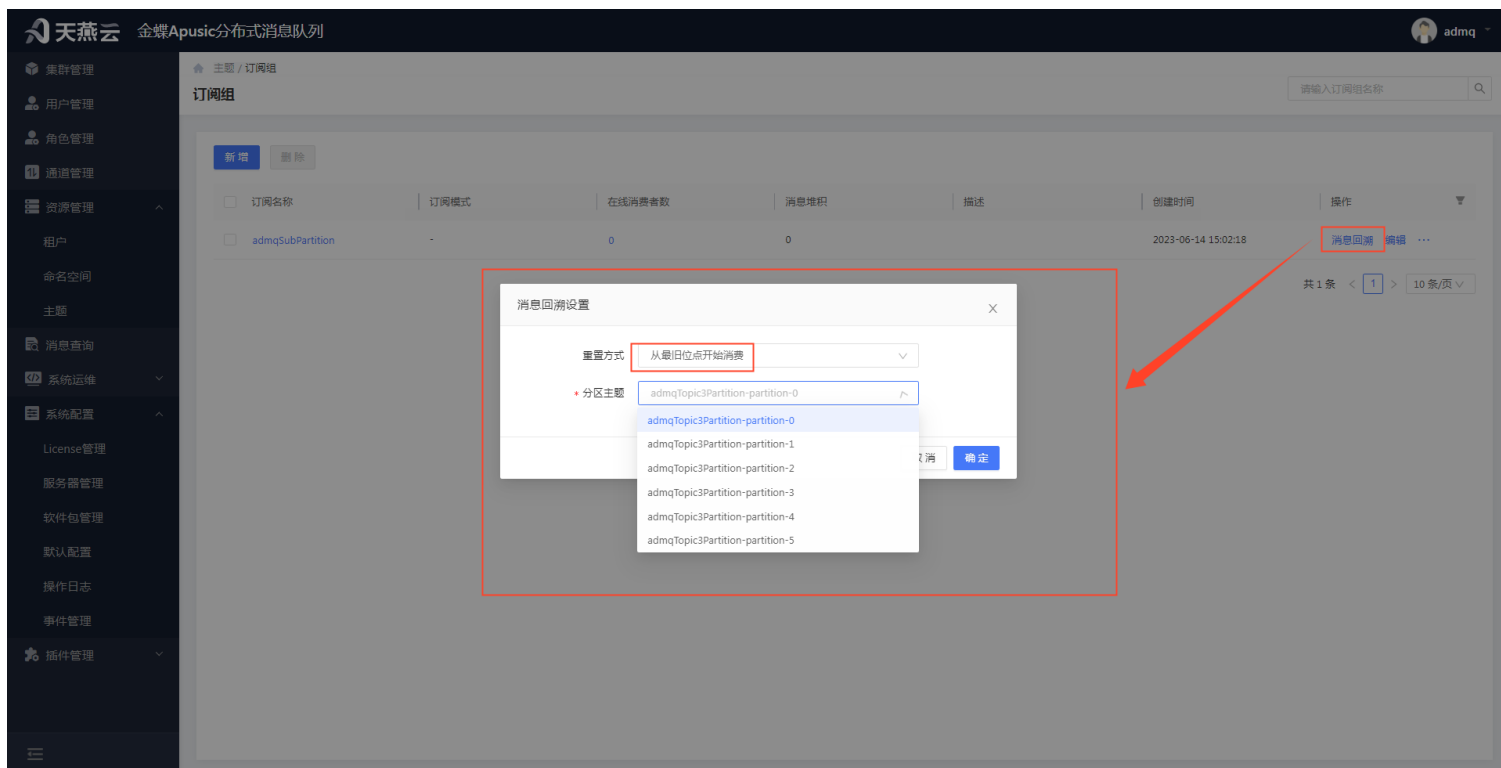 天燕云 金蝶Apusic分布式消息队列 admq
集群管理
用户管理
角色管理
通道管理
资源管理
租户
命名空间
主题
消息查询
系统运维
系统配置
License管理
服务器管理
软件包管理
默认配置
操作日志
事件管理
插件管理
主题 / 订阅组
订阅组
请输入订阅组名称
新 增 删 除
订阅名称 订阅模式 在线消费者数 消息堆积 描述 创建时间 操作
admqSubPartition - 0 0 2023-06-14 15:02:18 消息回溯 编辑 ···
共 1 条 < 1 > 10 条/页
消息回溯设置 X
重置方式 从最旧位点开始消费
* 分区主题 admqTopic3Partition-partition-0
admqTopic3Partition-partition-0
admqTopic3Partition-partition-1
admqTopic3Partition-partition-2
admqTopic3Partition-partition-3
admqTopic3Partition-partition-4
admqTopic3Partition-partition-5
消 确 定